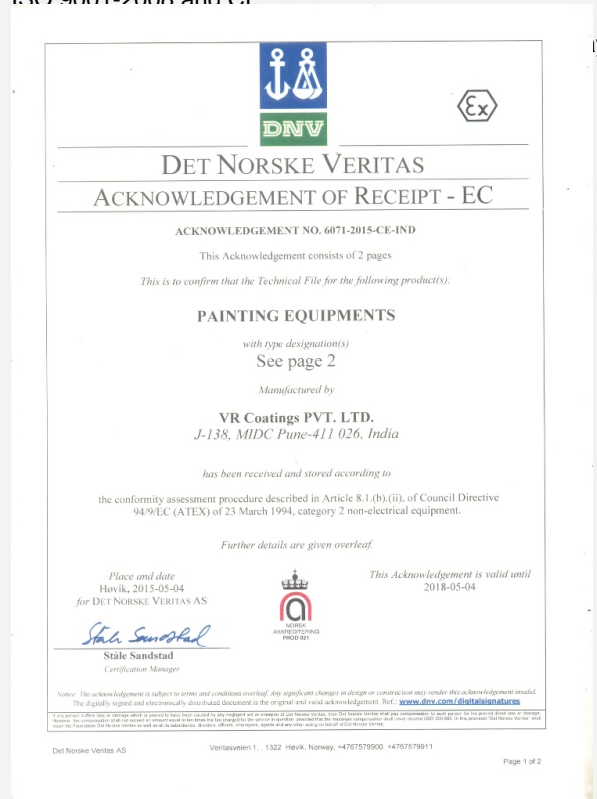 ISO 9001-2008 and CE
DNV
Ex
DET NORSKE VERITAS
ACKNOWLEDGEMENT OF RECEIPT - EC
ACKNOWLEDGEMENT NO. 6071-2015-CE-IND
This Acknowledgement consists of 2 pages
This is to confirm that the Technical File for the following product(s):
PAINTING EQUIPMENTS
with type designation(s)
See page 2
Manufactured by
VR Coatings PVT. LTD.
J-138, MIDC Pune-411 026, India
has been received and stored according to
the conformity assessment procedure described in Article 8.1.(b).(ii), of Council Directive
94/9/EC (ATEX) of 23 March 1994, category 2 non-electrical equipment.
Further details are given overleaf.
Place and date
Høvik, 2015-05-04
for DET NORSKE VERITAS AS
This Acknowledgement is valid until
2018-05-04
NORSK
AKKREDITERING
PROD 021
Ståle Sandstad
Ståle Sandstad
Certification Manager
Notice: The acknowledgement is subject to terms and conditions overleaf. Any significant changes in design or construction may render this acknowledgement invalid.
The digitally signed and electronically distributed document is the original and valid acknowledgement Ref.: www.dnv.com/digitalsignatures
Det Norske Veritas AS
Veritasveien 1, , 1322 Høvik, Norway, +4767579900, +4767579911
Page 1 of 2